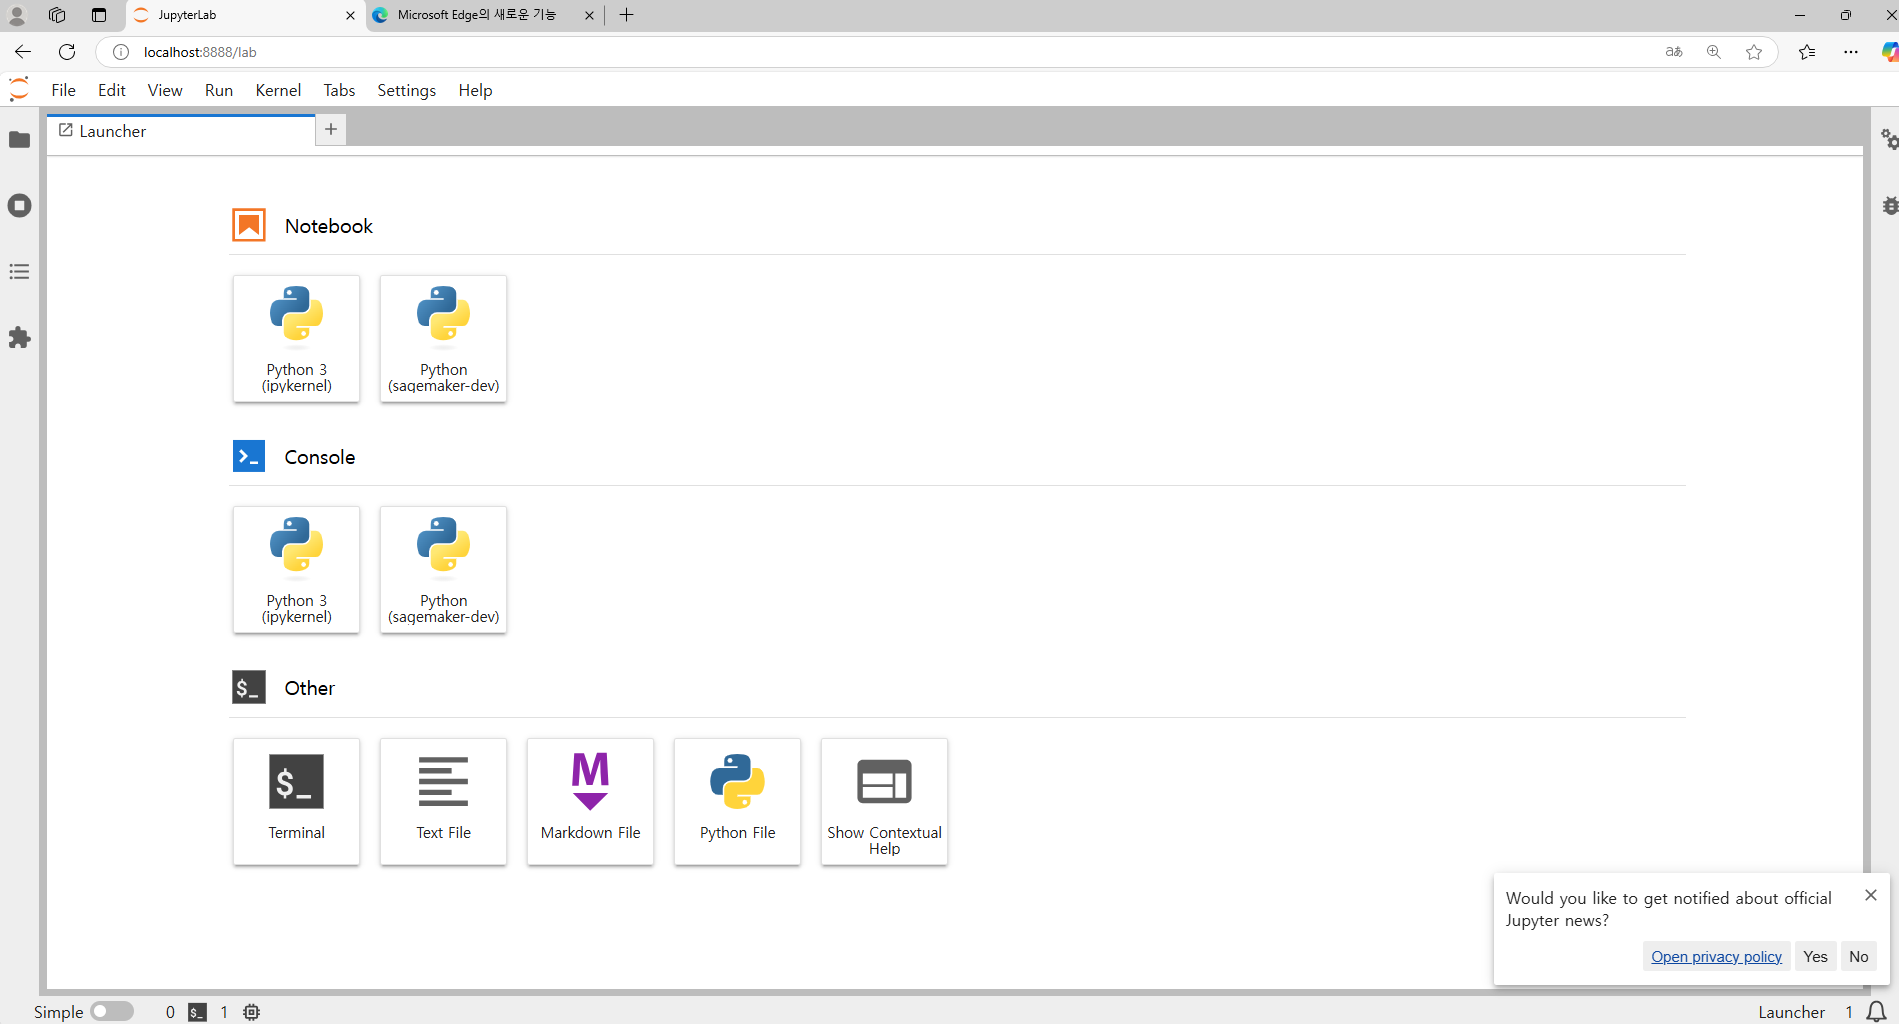 JupyterLab
Microsoft Edge의 새로운 기능
localhost:8888/lab
aあ
File Edit View Run Kernel Tabs Settings Help
Launcher
Notebook
Python 3
(ipykernel)
Python
(sagemaker-dev)
Console
Python 3
(ipykernel)
Python
(sagemaker-dev)
$_ Other
$_
Terminal
Text File
M
Markdown File
Python File
Show Contextual
Help
Would you like to get notified about official
Jupyter news?
Open privacy policy Yes No
Simple 0 $_ 1
Launcher 1